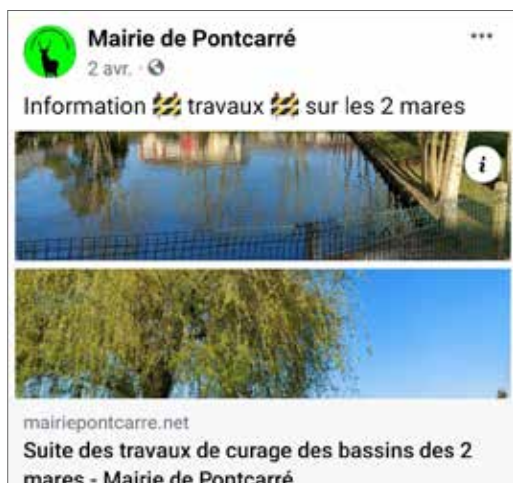 Mairie de Pontcarré
2 avr.
Information 🚧 travaux 🚧 sur les 2 mares
i
mairiepontcarre.net
Suite des travaux de curage des bassins des 2
mares - Mairie de Pontcarré